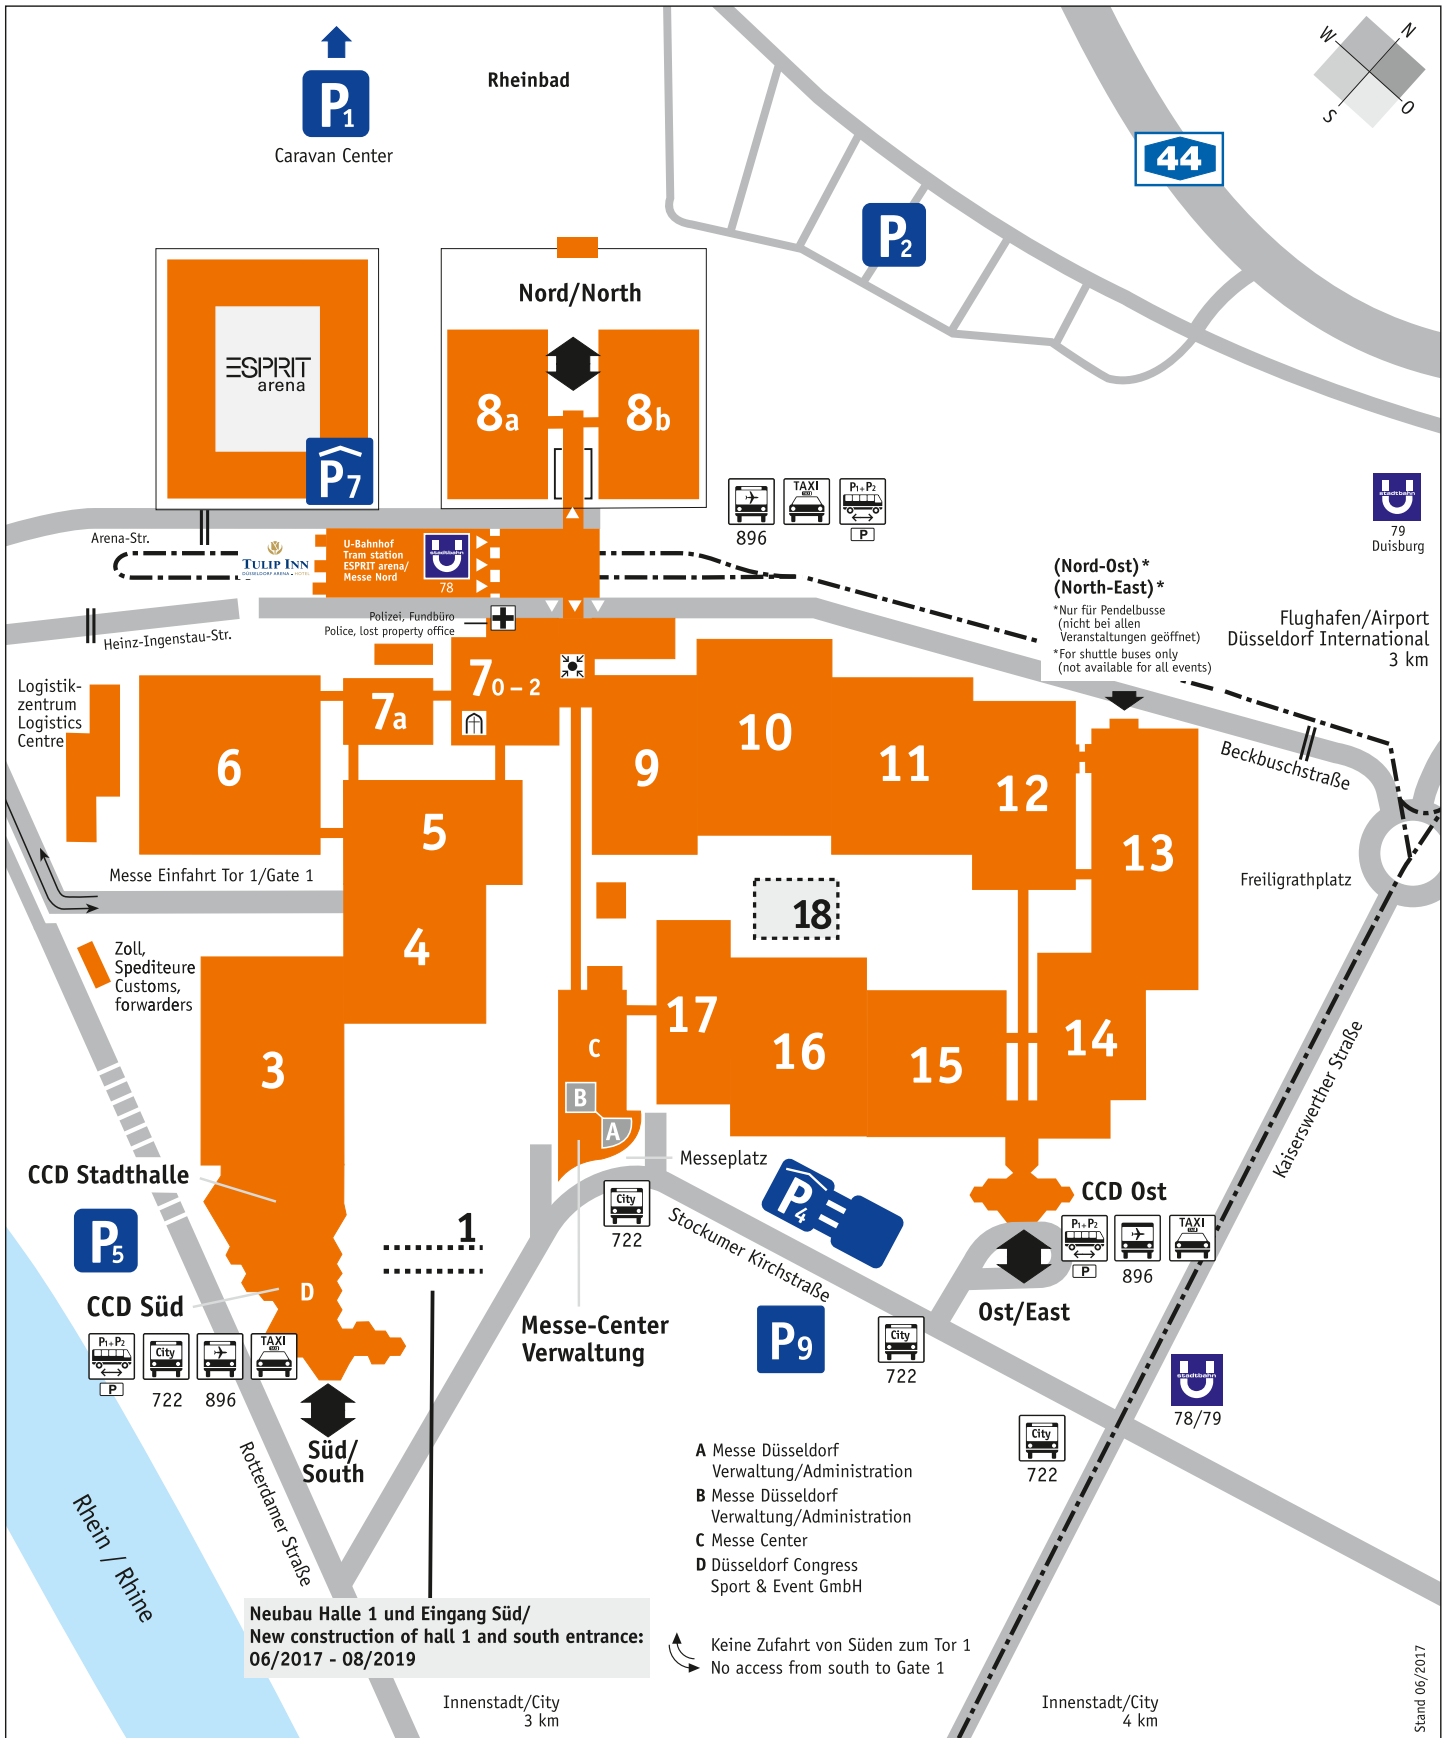 P1
Caravan Center
Rheinbad
W
N
S
O
44
P2
ESPRIT
arena
P7
Nord/North
8a
8b
896
TAXI
P1+P2
P
stadtbahn
79
Duisburg
Arena-Str.
TULIP INN
DÜSSELDORF ARENA - HOTEL
U-Bahnhof
Tram station
ESPRIT arena/
Messe Nord
stadtbahn
78
Polizei, Fundbüro
Police, lost property office
Heinz-Ingenstau-Str.
(Nord-Ost)*
(North-East)*
*Nur für Pendelbusse
(nicht bei allen
Veranstaltungen geöffnet)
*For shuttle buses only
(not available for all events)
Flughafen/Airport
Düsseldorf International
3 km
Logistik-
zentrum
Logistics
Centre
6
7a
7 0 – 2
5
9
10
11
12
13
Beckbuschstraße
Freiligrathplatz
Messe Einfahrt Tor 1/Gate 1
18
4
Zoll,
Spediteure
Customs,
forwarders
3
17
16
15
14
C
B
A
Kaiserswerther Straße
Messeplatz
CCD Stadthalle
P5
CCD Süd
D
1
City
722
P4
Stockumer Kirchstraße
CCD Ost
P1+P2
P
896
TAXI
Ost/East
Messe-Center
Verwaltung
P9
City
722
P1+P2
P
City
722
896
TAXI
Süd/
South
stadtbahn
78/79
City
722
Rotterdamer Straße
Rhein / Rhine
A Messe Düsseldorf
Verwaltung/Administration
B Messe Düsseldorf
Verwaltung/Administration
C Messe Center
D Düsseldorf Congress
Sport & Event GmbH
Neubau Halle 1 und Eingang Süd/
New construction of hall 1 and south entrance:
06/2017 - 08/2019
Keine Zufahrt von Süden zum Tor 1
No access from south to Gate 1
Innenstadt/City
3 km
Innenstadt/City
4 km
Stand 06/2017